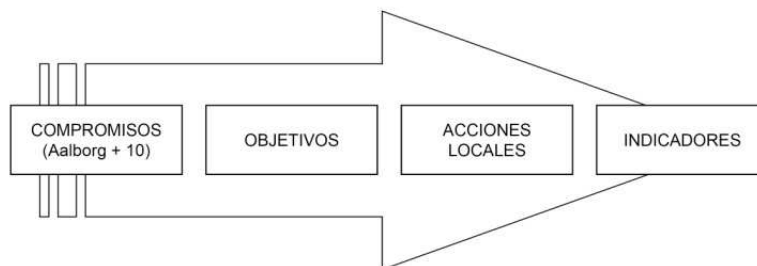 COMPROMISOS
(Aalborg + 10)
OBJETIVOS
ACCIONES
LOCALES
INDICADORES